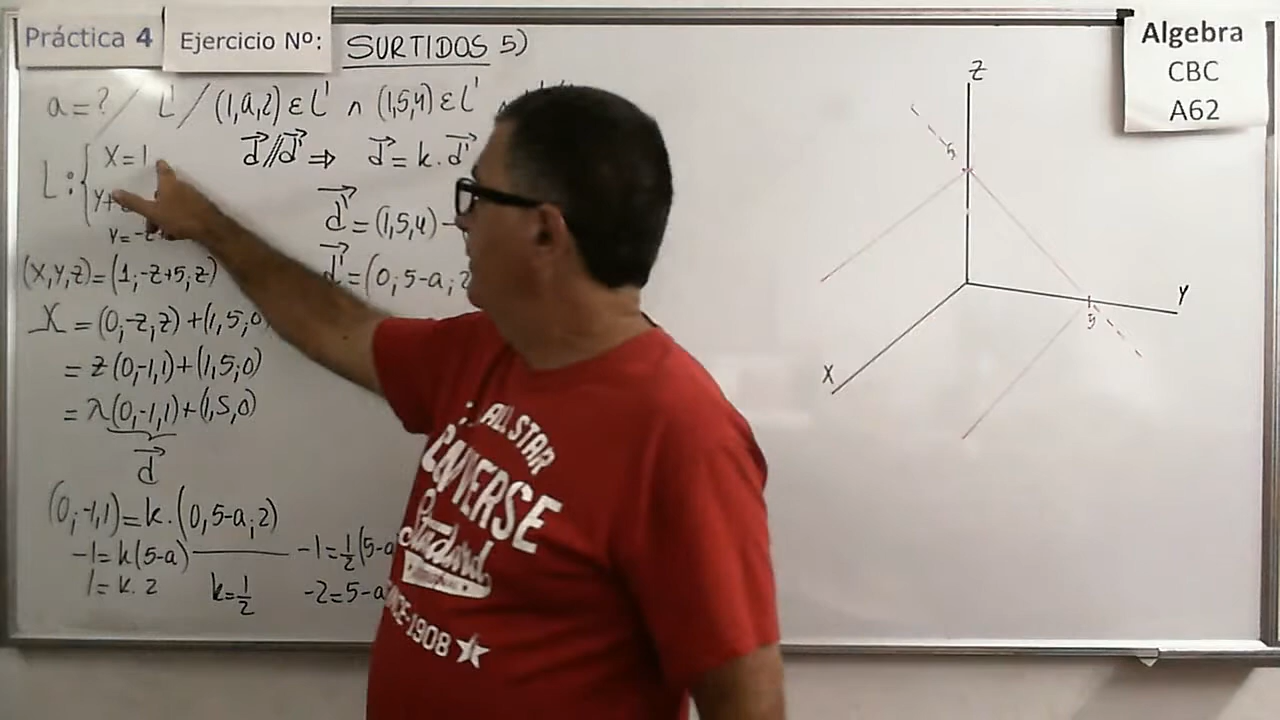 Práctica 4
Ejercicio Nº:
SURTIDOS 5)
Algebra
CBC
A62
a=? / L' / (1,a,2) ε L' ∧ (1,5,4) ε L'
L: { X=1
Y+
y=-z+
d⃗//d⃗' ⇒ d⃗ = k. d⃗'
d⃗' = (1,5,4) -
d⃗' = (0; 5-a; 2
(X,Y,Z)=(1;-z+5;z)
X = (0,-z,z)+(1,5,0)
= z(0,-1,1)+(1,5,0)
= λ(0,-1,1)+(1,5,0)
d⃗
(0,-1,1)=k.(0,5-a,2)
-1=k(5-a)
1=k.2
k=1/2
-1=1/2(5-a
-2=5-a
Z
5
Y
5
X
ALL STAR
CONVERSE
Standard
SINCE-1908